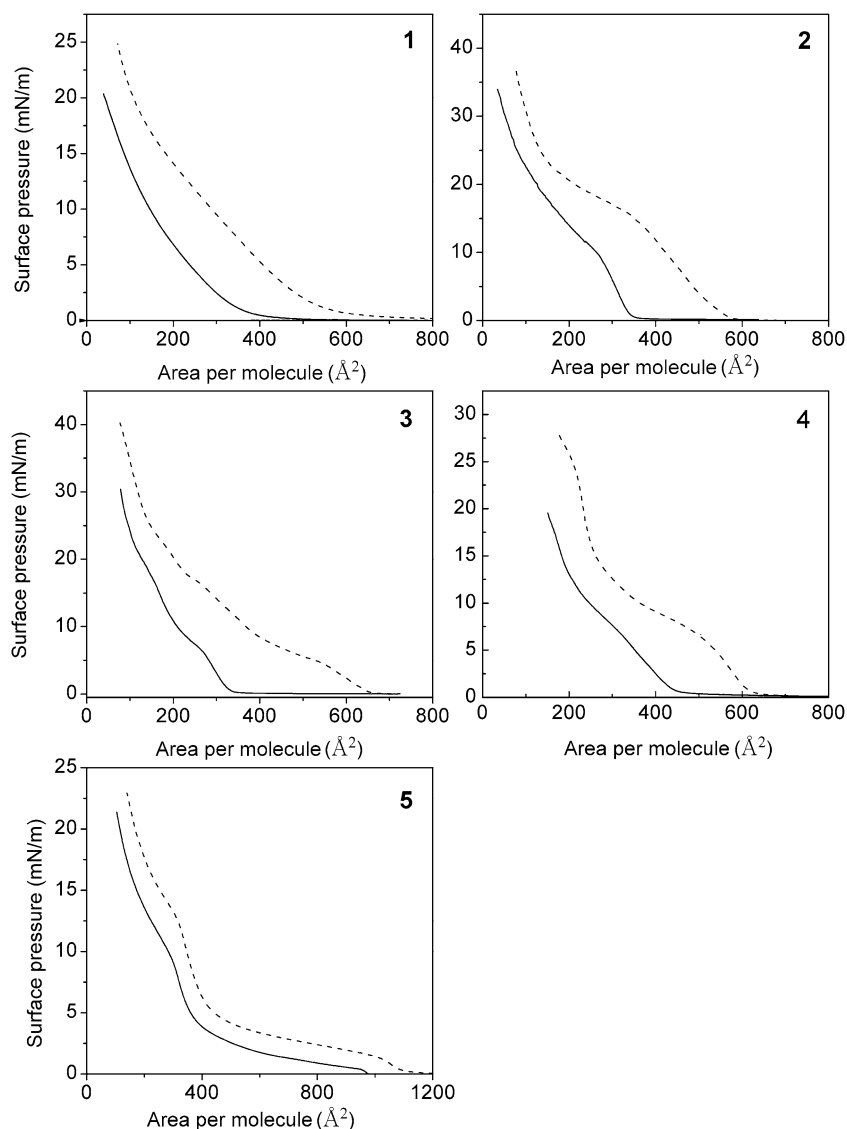 1
25
20
15
10
5
0
0 200 400 600 800
Surface pressure (mN/m)
Area per molecule (Å²)
2
40
30
20
10
0
0 200 400 600 800
Area per molecule (Å²)
3
40
30
20
10
0
0 200 400 600 800
Surface pressure (mN/m)
Area per molecule (Å²)
4
30
25
20
15
10
5
0
0 200 400 600 800
Area per molecule (Å²)
5
25
20
15
10
5
0
0 400 800 1200
Surface pressure (mN/m)
Area per molecule (Å²)